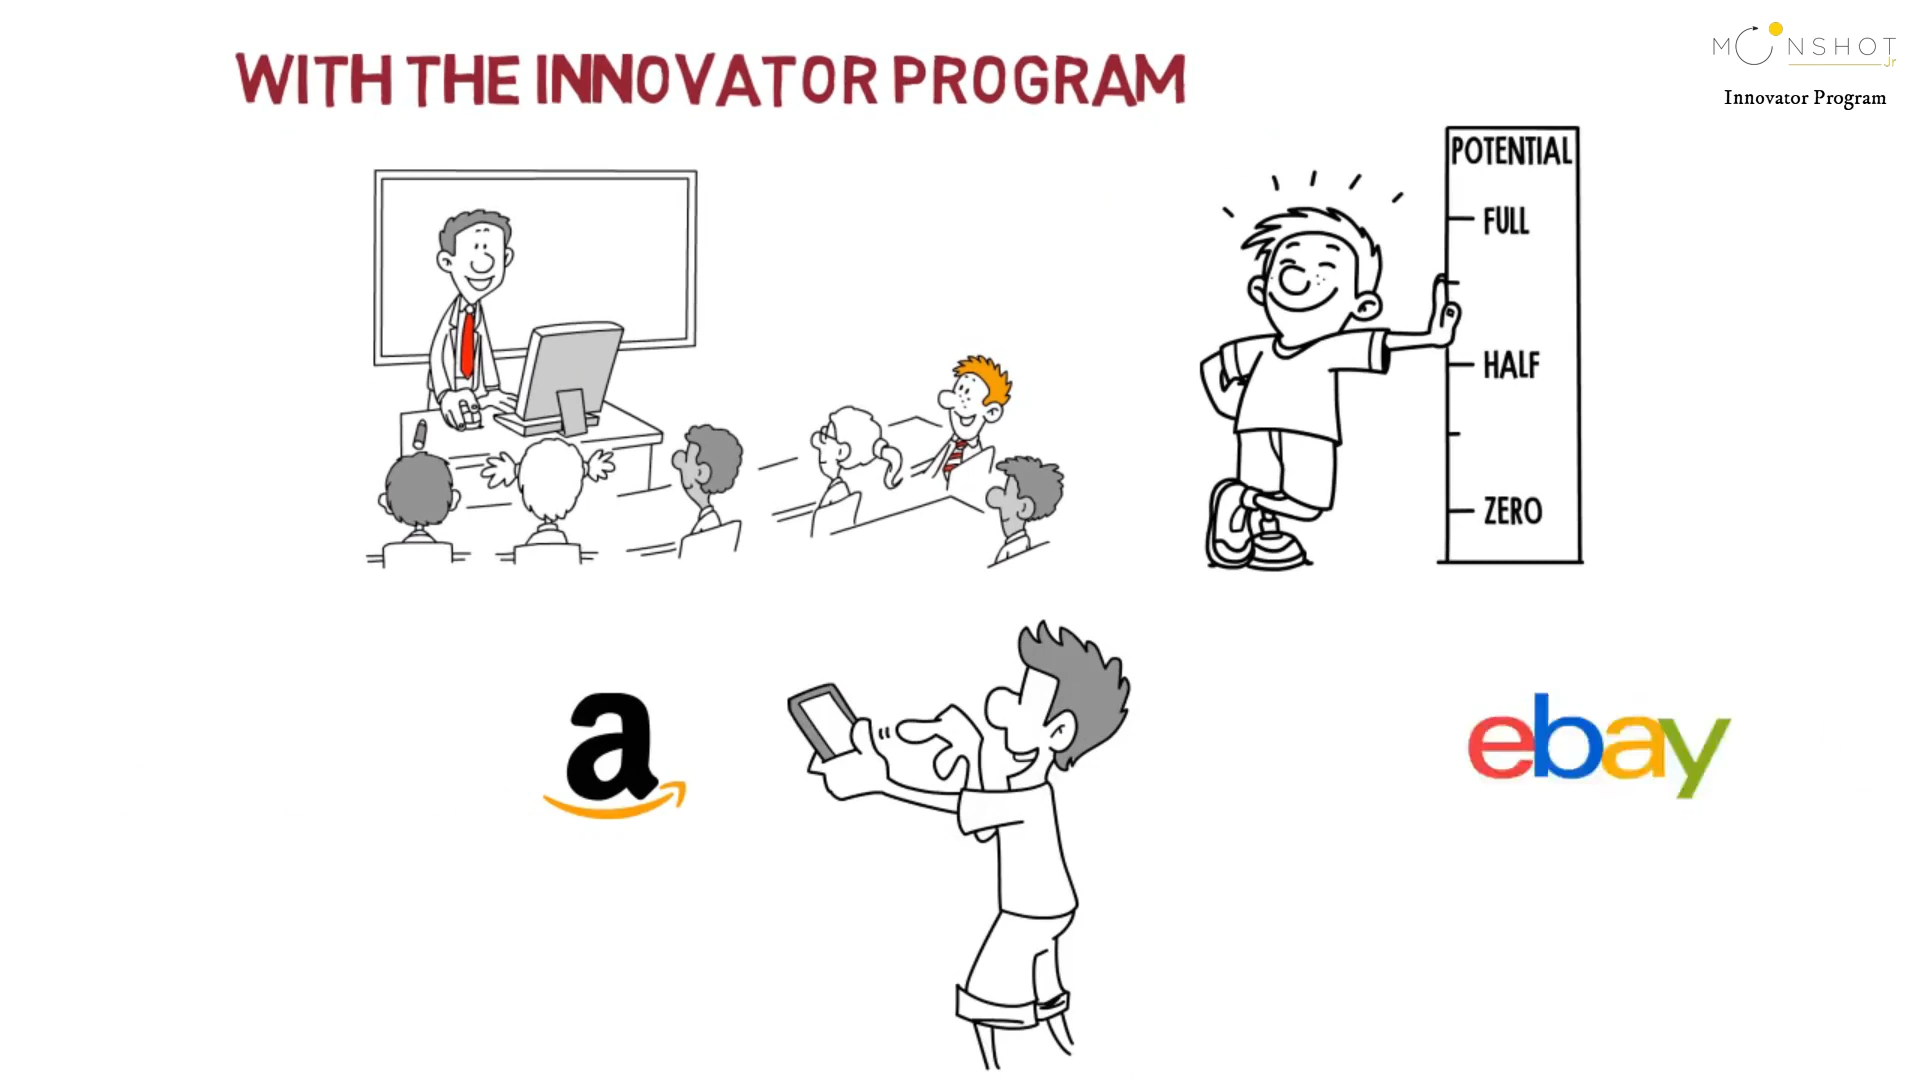 WITH THE INNOVATOR PROGRAM
MOONSHOT
Jr
Innovator Program
POTENTIAL
FULL
HALF
ZERO
a
ebay